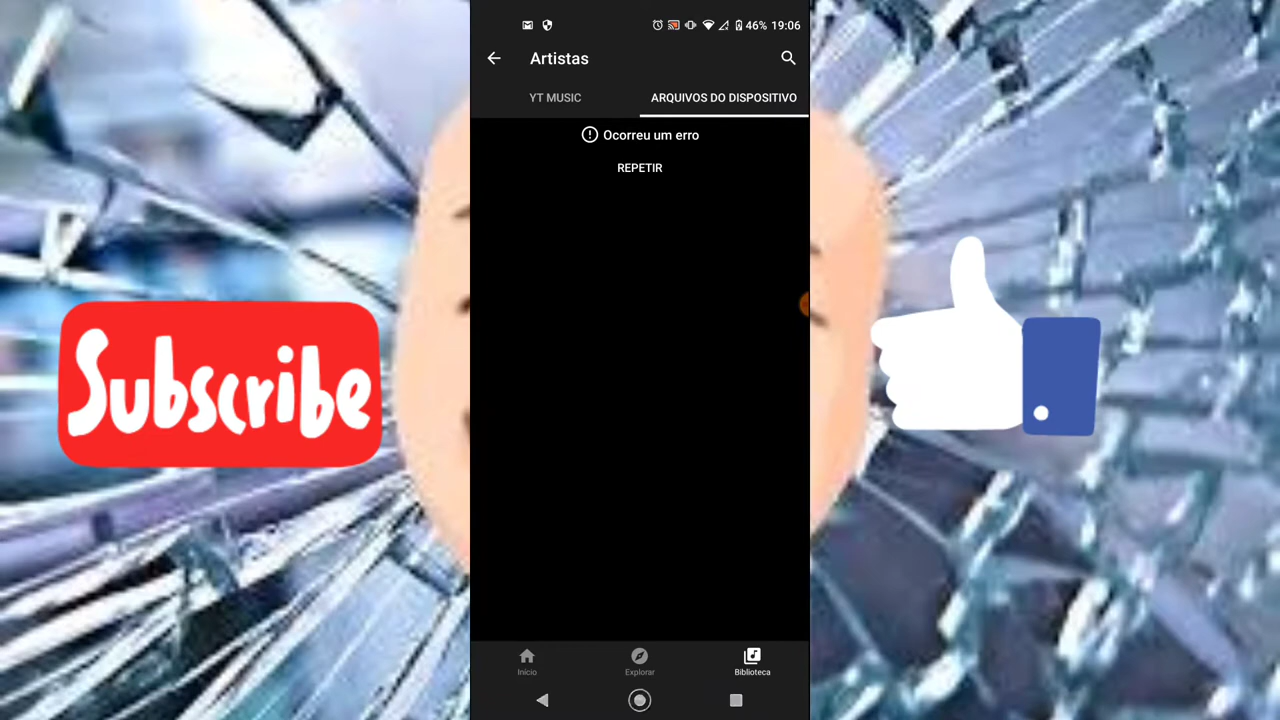 46% 19:06
Artistas
YT MUSIC
ARQUIVOS DO DISPOSITIVO
Ocorreu um erro
REPETIR
Subscribe
Início
Explorar
Biblioteca